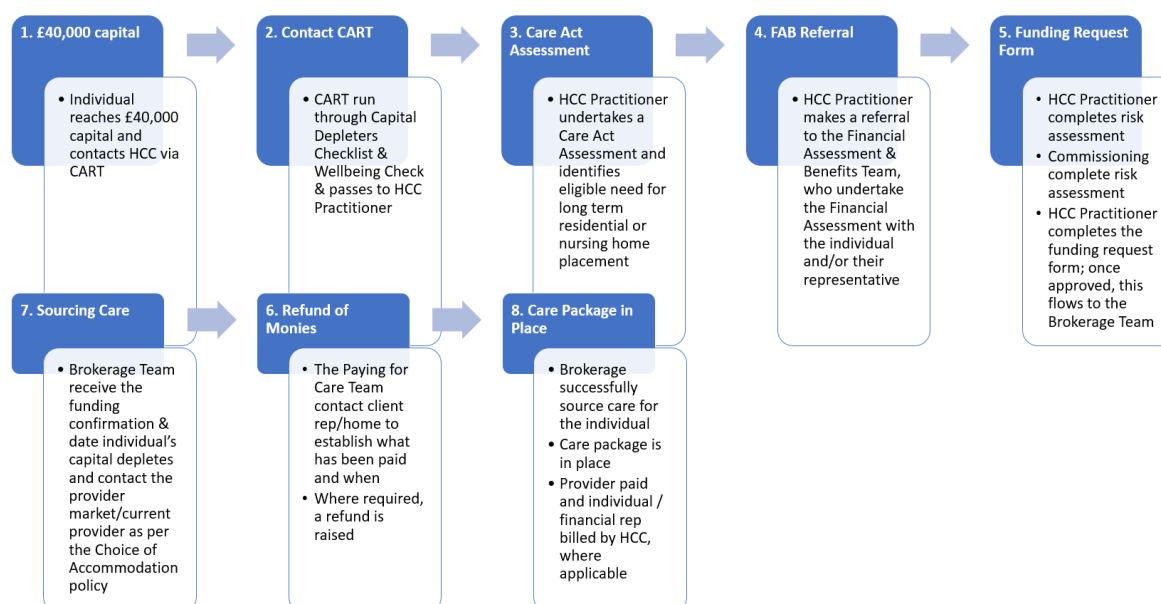 1. £40,000 capital
• Individual
reaches £40,000
capital and
contacts HCC via
CART
2. Contact CART
• CART run
through Capital
Depleters
Checklist &
Wellbeing Check
& passes to HCC
Practitioner
3. Care Act
Assessment
• HCC Practitioner
undertakes a
Care Act
Assessment and
identifies
eligible need for
long term
residential or
nursing home
placement
4. FAB Referral
• HCC Practitioner
makes a referral
to the Financial
Assessment &
Benefits Team,
who undertake
the Financial
Assessment with
the individual
and/or their
representative
5. Funding Request
Form
• HCC Practitioner
completes risk
assessment
• Commissioning
complete risk
assessment
• HCC Practitioner
completes the
funding request
form; once
approved, this
flows to the
Brokerage Team
7. Sourcing Care
• Brokerage Team
receive the
funding
confirmation &
date individual's
capital depletes
and contact the
provider
market/current
provider as per
the Choice of
Accommodation
policy
6. Refund of
Monies
• The Paying for
Care Team
contact client
rep/home to
establish what
has been paid
and when
• Where required,
a refund is
raised
8. Care Package in
Place
• Brokerage
successfully
source care for
the individual
• Care package is
in place
• Provider paid
and individual /
financial rep
billed by HCC,
where
applicable